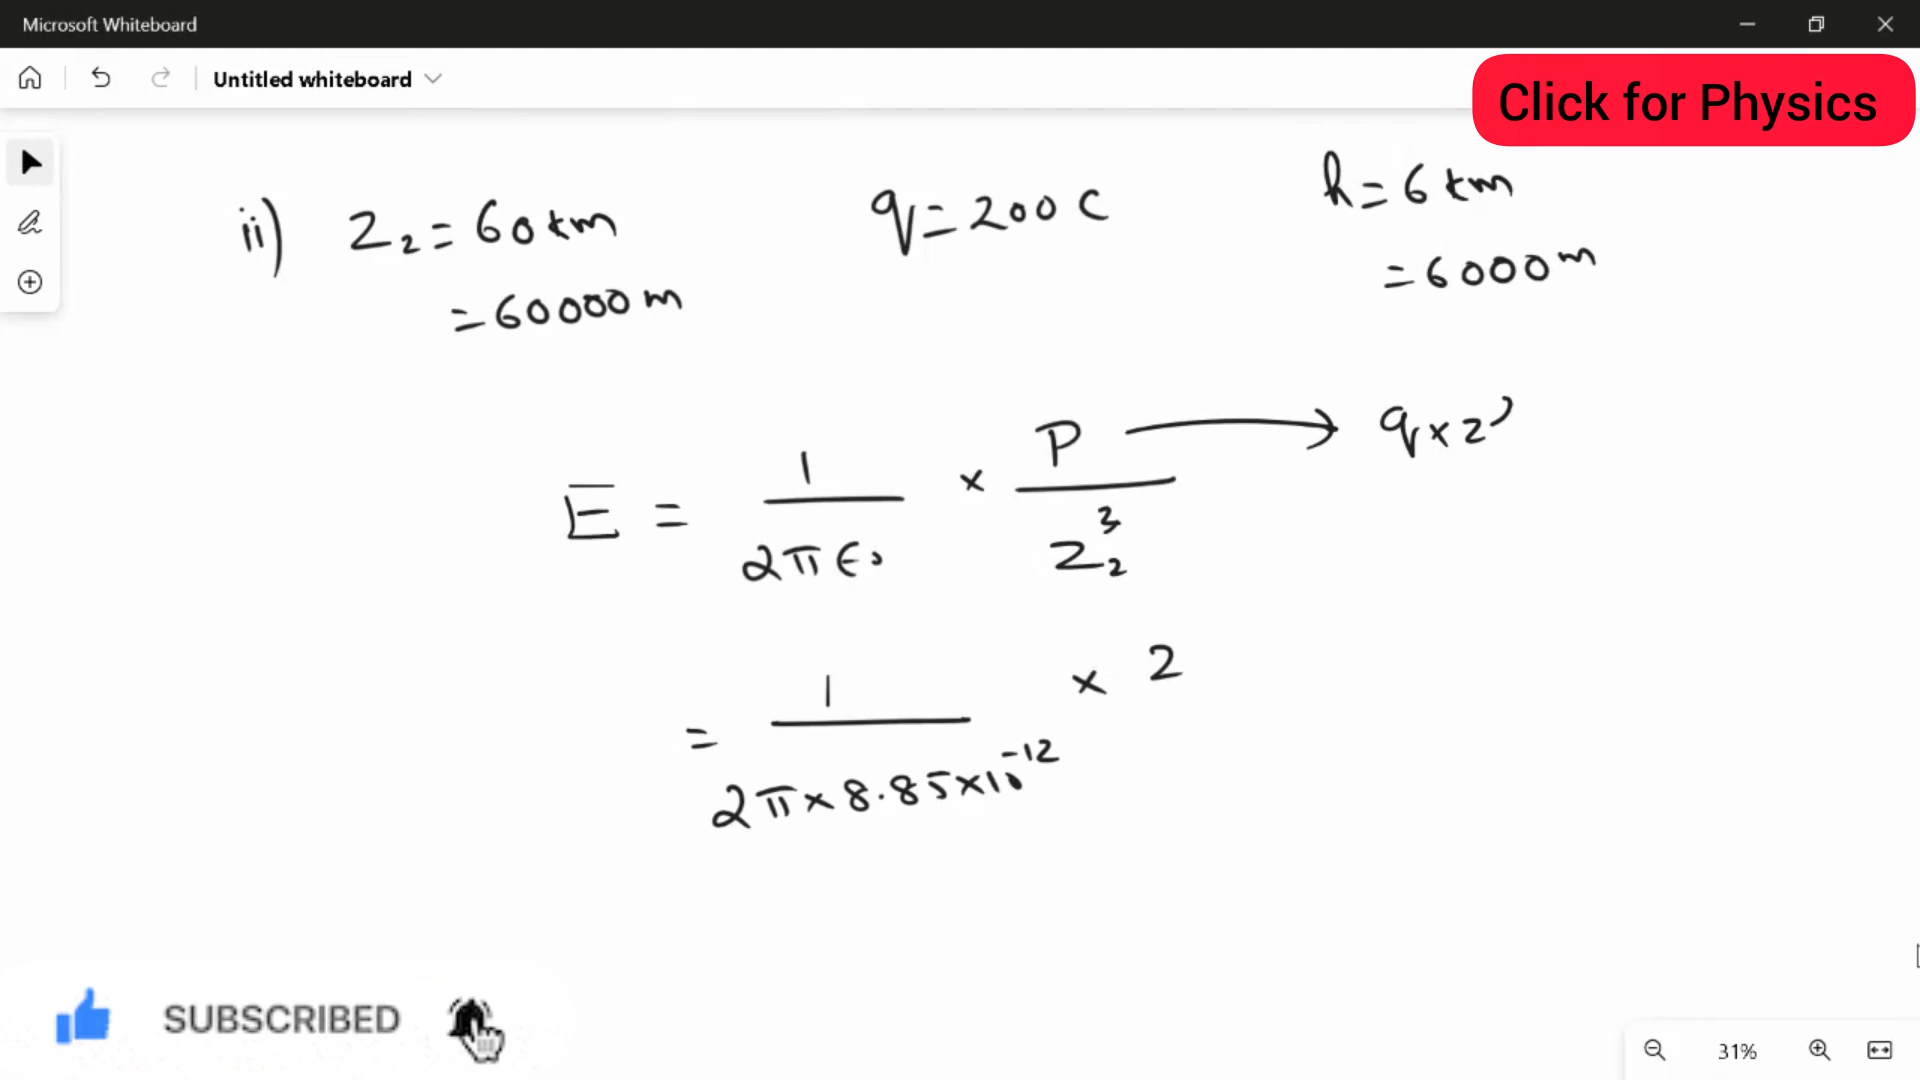 Microsoft Whiteboard
Untitled whiteboard
Click for Physics
ii) Z₂ = 60 km q = 200 C h = 6 km
= 60000 m = 6000 m
E = 1 / 2πϵ₀ × P / Z₂³ → q × 2)
= 1 / 2π × 8.85 × 10⁻¹² × 2
SUBSCRIBED
31%